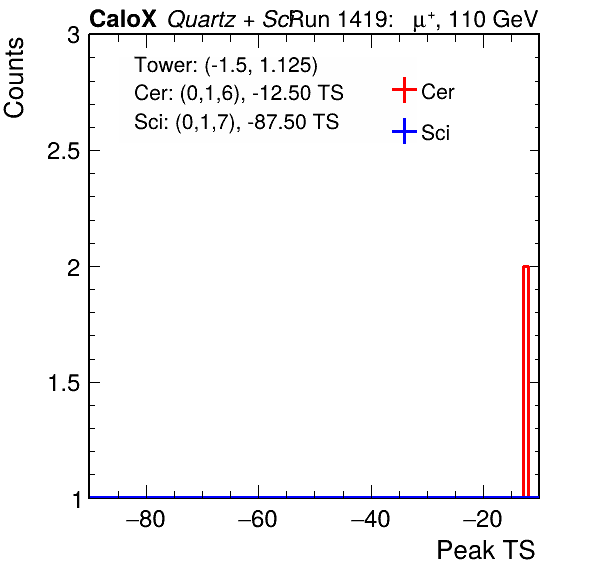 CaloX Quartz + Sci Run 1419: μ⁺, 110 GeV
Counts
3
2.5
2
1.5
1
Tower: (-1.5, 1.125)
Cer: (0,1,6), -12.50 TS
Sci: (0,1,7), -87.50 TS
Cer
Sci
−80 −60 −40 −20
Peak TS